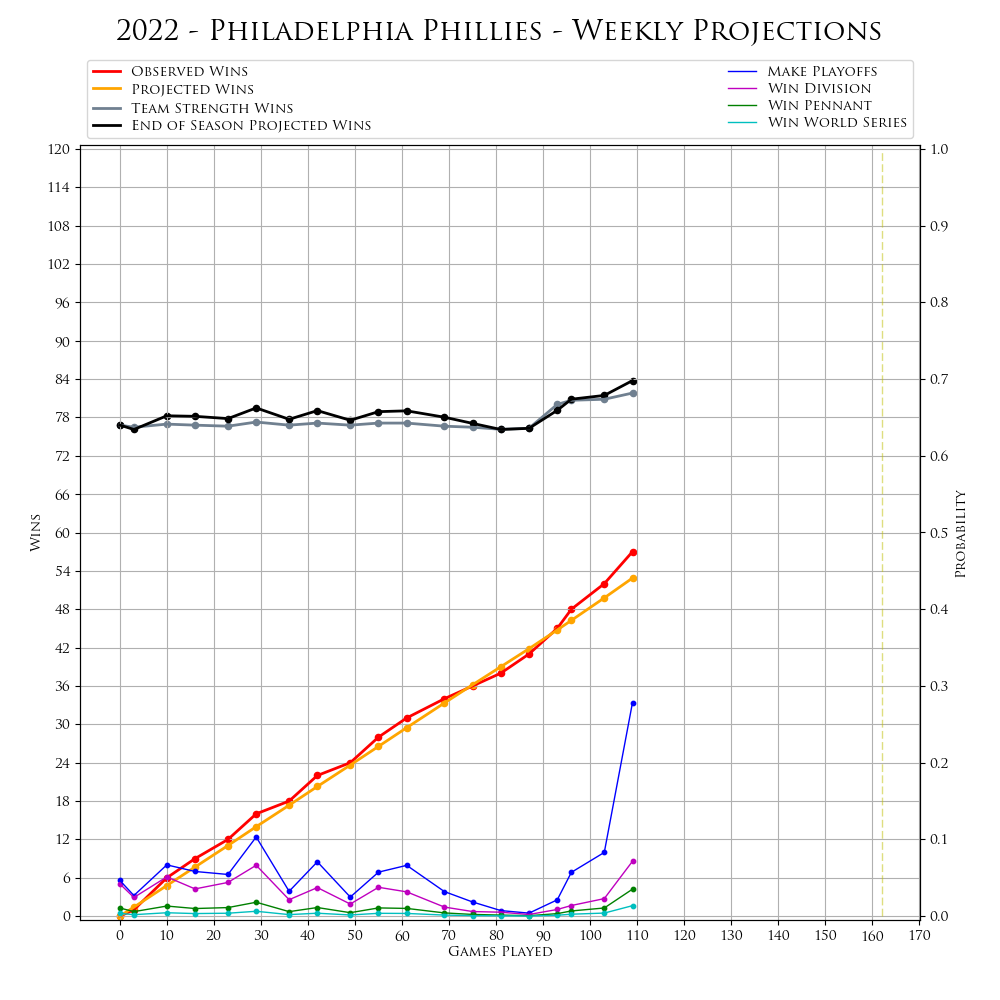 2022 - Philadelphia Phillies - Weekly Projections
Observed Wins
Projected Wins
Team Strength Wins
End of Season Projected Wins
Make Playoffs
Win Division
Win Pennant
Win World Series
120
114
108
102
96
90
84
78
72
66
60
54
48
42
36
30
24
18
12
6
0
Wins
1.0
0.9
0.8
0.7
0.6
0.5
0.4
0.3
0.2
0.1
0.0
Probability
0 10 20 30 40 50 60 70 80 90 100 110 120 130 140 150 160 170
Games Played